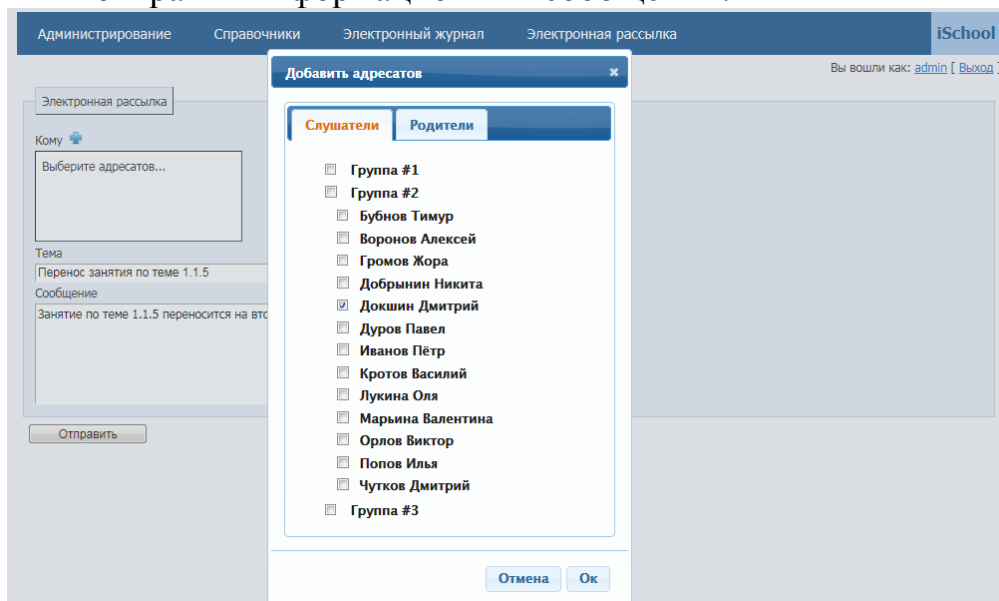 Администрирование Справочники Электронный журнал Электронная рассылка iSchool
Вы вошли как: admin [ Выход ]
Электронная рассылка
Кому
Выберите адресатов...
Тема
Перенос занятия по теме 1.1.5
Сообщение
Занятие по теме 1.1.5 переносится на вто
Отправить
Добавить адресатов
Слушатели Родители
Группа #1
Группа #2
Бубнов Тимур
Воронов Алексей
Громов Жора
Добрынин Никита
Докшин Дмитрий
Дуров Павел
Иванов Пётр
Кротов Василий
Лукина Оля
Марьина Валентина
Орлов Виктор
Попов Илья
Чутков Дмитрий
Группа #3
Отмена Ок